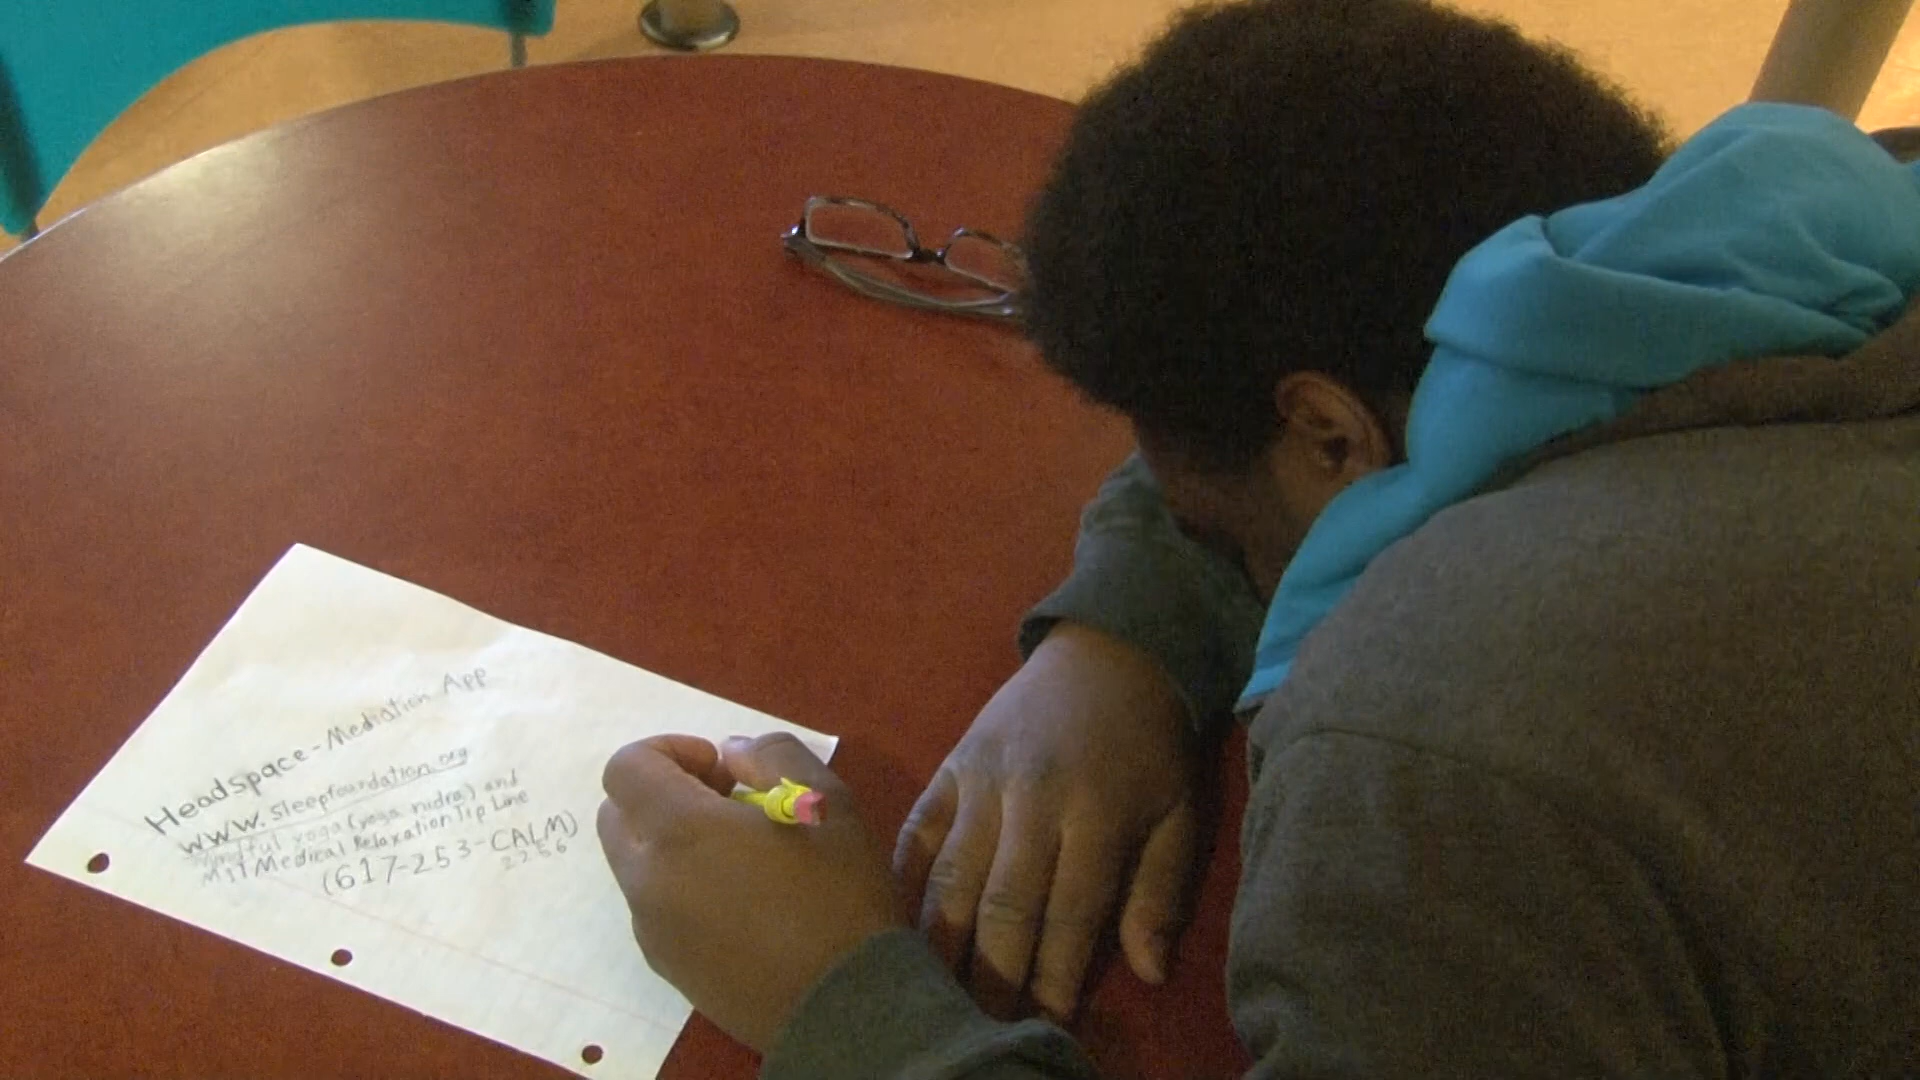 Headspace - Mediation App
www.sleepfoundation.org
Mindful yoga (yoga nidra) and
MIT Medical Relaxation Tip Line
(617-253-CALM)
2256